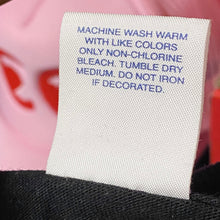 MACHINE WASH WARM
WITH LIKE COLORS
ONLY NON-CHLORINE
BLEACH. TUMBLE DRY
MEDIUM. DO NOT IRON
IF DECORATED.